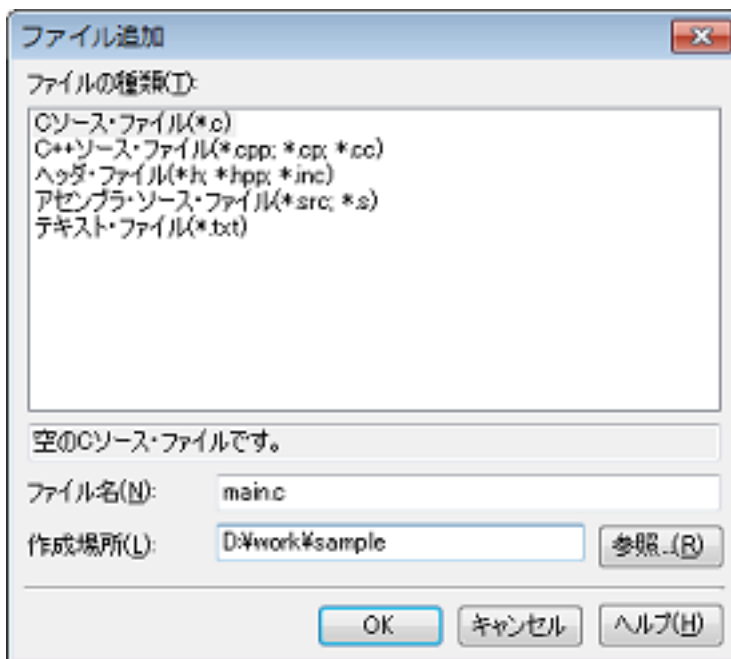 ファイル追加
ファイルの種類(T):
Cソース・ファイル(*.c)
C++ソース・ファイル(*.cpp; *.cp; *.cc)
ヘッダ・ファイル(*.h; *.hpp; *.inc)
アセンブラ・ソース・ファイル(*.src; *.s)
テキスト・ファイル(*.txt)
空のCソース・ファイルです。
ファイル名(N): main.c
作成場所(L): D:¥work¥sample 参照...(R)
OK キャンセル ヘルプ(H)